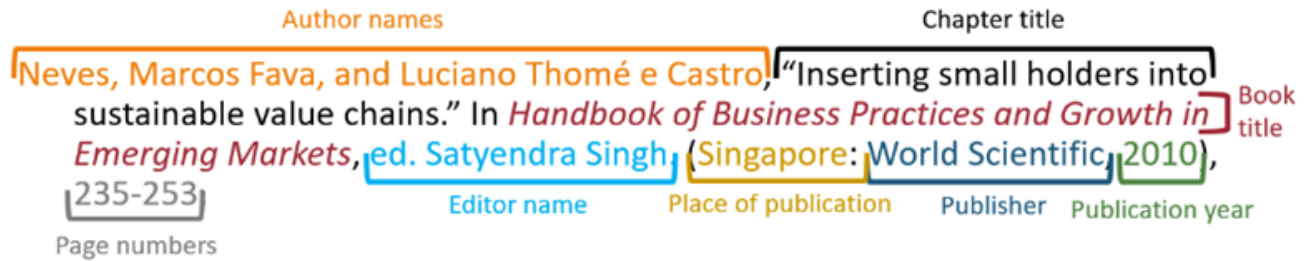 Author names
Chapter title
Neves, Marcos Fava, and Luciano Thomé e Castro, “Inserting small holders into
sustainable value chains.” In Handbook of Business Practices and Growth in
Book title
Emerging Markets, ed. Satyendra Singh, (Singapore: World Scientific, 2010),
Editor name
Place of publication
Publisher
Publication year
235-253
Page numbers